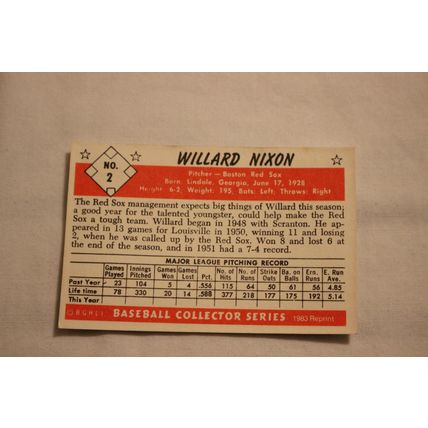 NO.
2
WILLARD NIXON
Pitcher — Boston Red Sox
Born: Lindale, Georgia, June 17, 1928
Height: 6-2, Weight: 195, Bats: Left; Throws: Right
The Red Sox management expects big things of Willard this season;
a good year for the talented youngster, could help make the Red
Sox a tough team. Willard began in 1948 with Scranton. He ap-
peared in 13 games for Louisville in 1950, winning 11 and losing
2, when he was called up by the Red Sox. Won 8 and lost 6 at
the end of the season, and in 1951 had a 7-4 record.
MAJOR LEAGUE PITCHING RECORD
Games Played Innings Pitched Games Won Games Lost Pct. No. of Hits No. of Runs Strike Outs Ba. on Balls Ern. Runs E. Run Ave.
Past Year 23 104 5 4 .556 115 64 50 61 56 4.85
Life time 78 330 20 14 .588 377 218 177 175 192 5.14
This Year
BASEBALL COLLECTOR SERIES 1983 Reprint